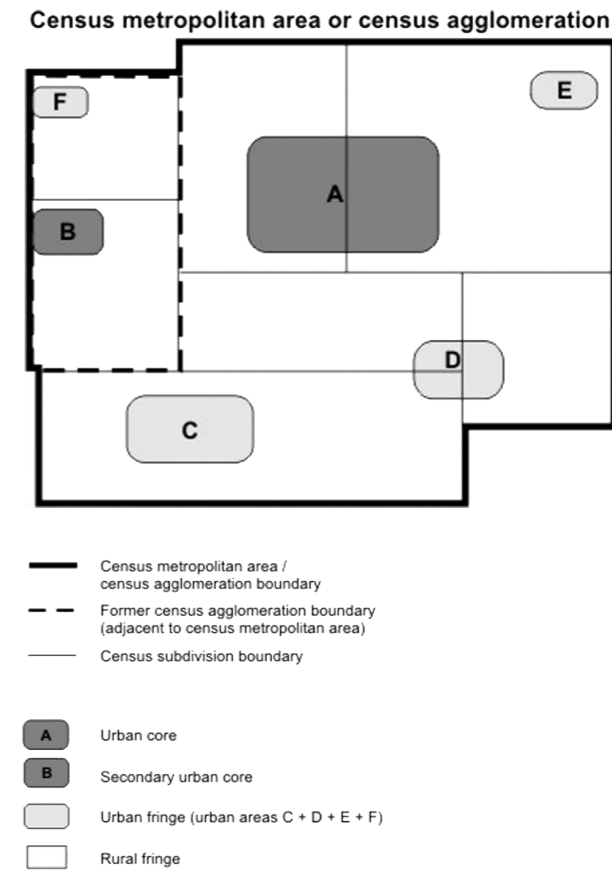 Census metropolitan area or census agglomeration
F
E
A
B
D
C
Census metropolitan area /
census agglomeration boundary
Former census agglomeration boundary
(adjacent to census metropolitan area)
Census subdivision boundary
A Urban core
B Secondary urban core
Urban fringe (urban areas C + D + E + F)
Rural fringe